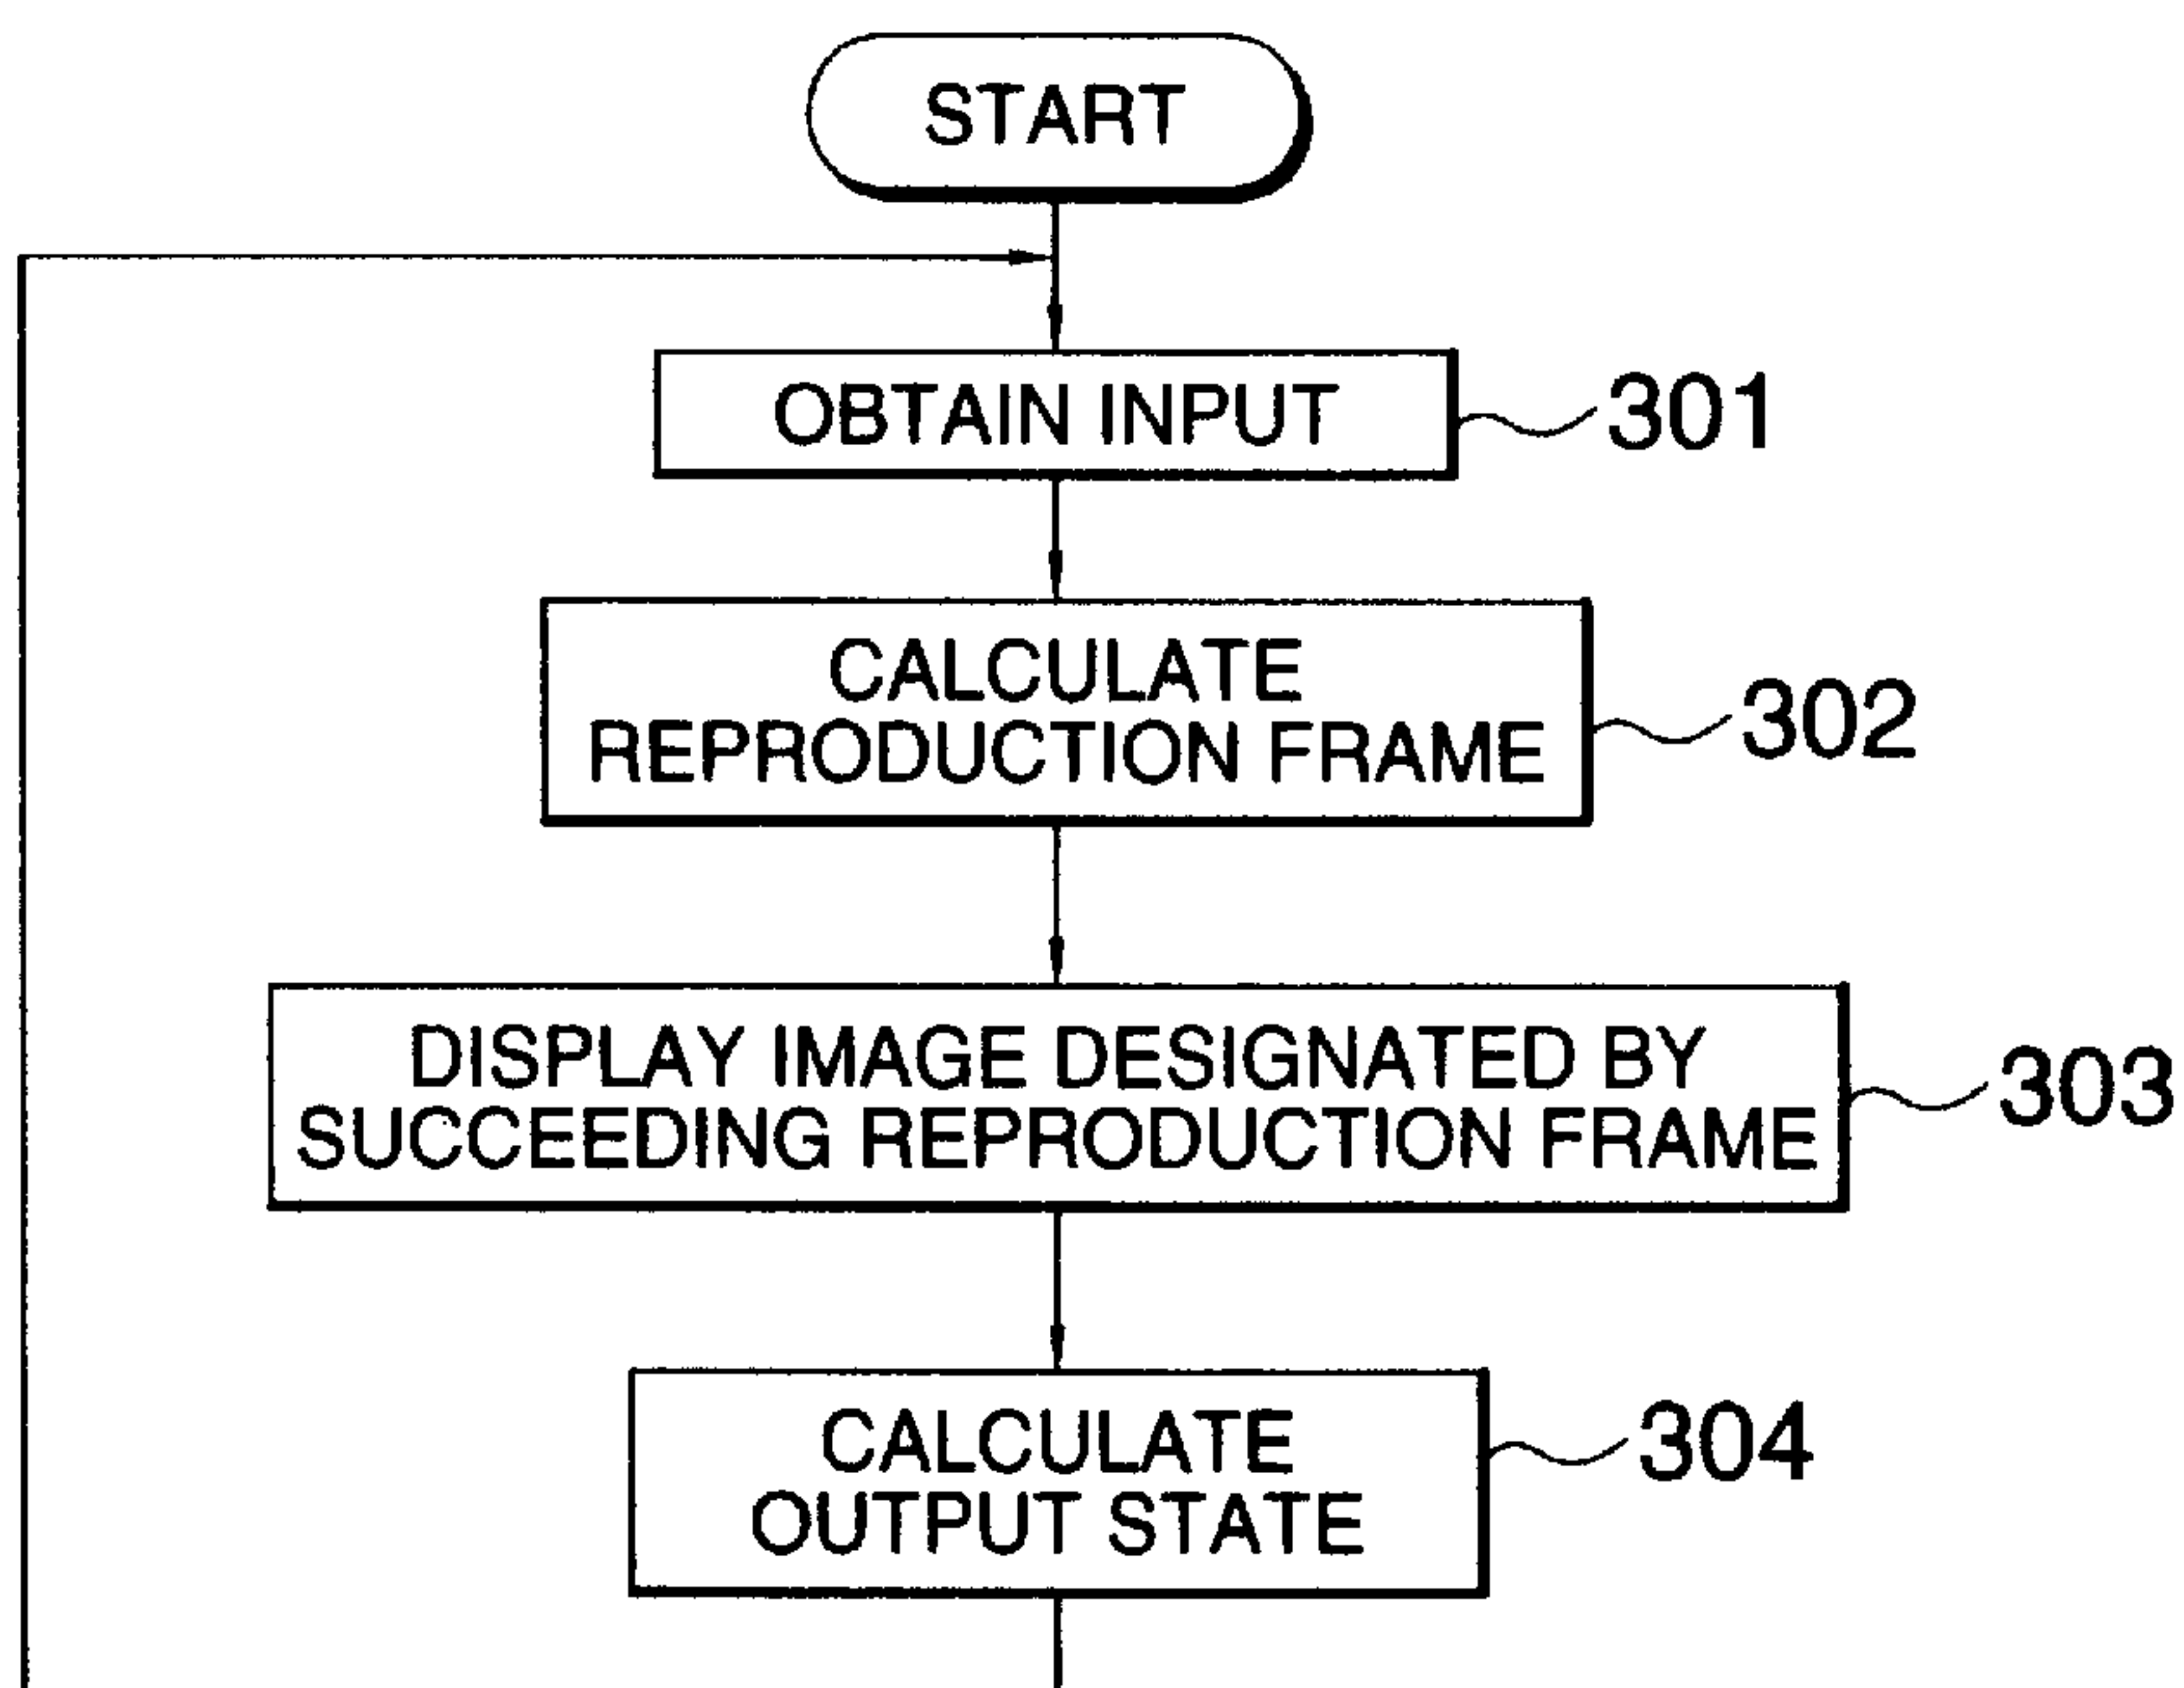 START
OBTAIN INPUT
301
CALCULATE
REPRODUCTION FRAME
302
DISPLAY IMAGE DESIGNATED BY
SUCCEEDING REPRODUCTION FRAME
303
CALCULATE
OUTPUT STATE
304